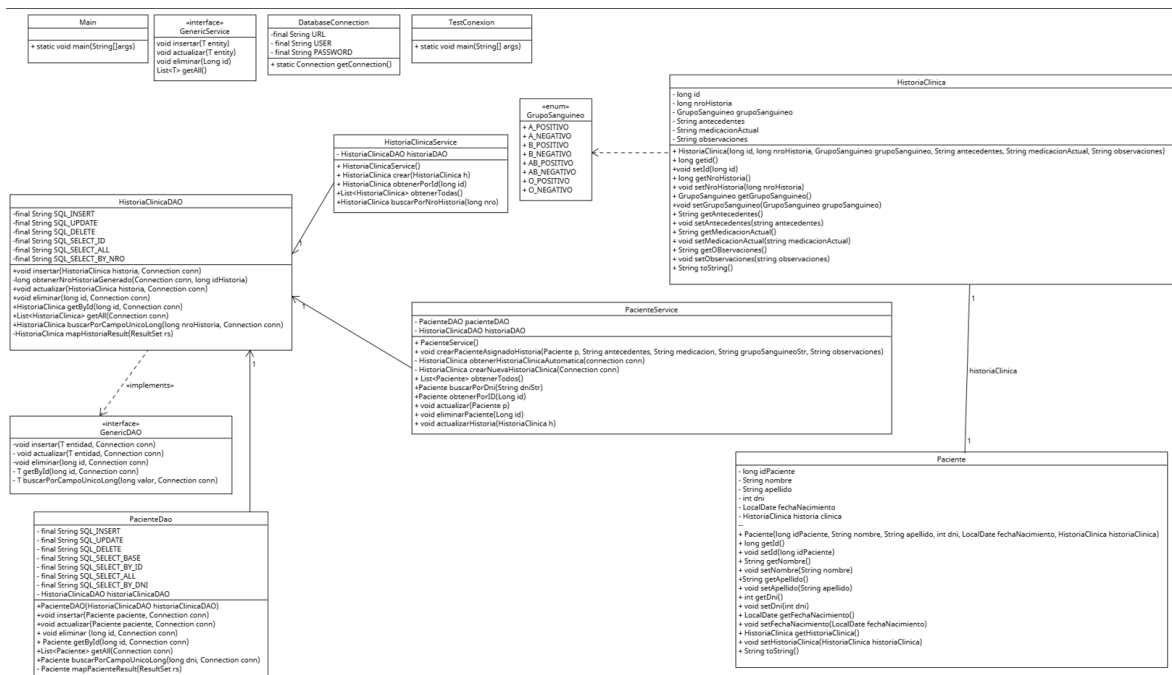 Main
+ static void main(String[]args)
«interface»
GenericService
void insertar(T entity)
void actualizar(T entity)
void eliminar(Long id)
List<T> getAll()
DatabaseConnection
-final String URL
- final String USER
- final String PASSWORD
+ static Connection getConnection()
TestConexion
+ static void main(String[] args)
HistoriaClinica
- long id
- long nroHistoria
- GrupoSanguineo grupoSanguineo
- String antecedentes
- String medicacionActual
- String observaciones
+ HistoriaClinica(long id, long nroHistoria, GrupoSanguineo grupoSanguineo, String antecedentes, String medicacionActual, String observaciones)
+ long getid()
+void setId(long id)
+ long getNroHistoria()
+ void setNroHistoria(long nroHistoria)
+ GrupoSanguineo getGrupoSanguineo()
+void setGrupoSanguineo(GrupoSanguineo grupoSanguineo)
+ String getAntecedentes()
+ void setAntecedentes(string antecedentes)
+ String getMedicacionActual()
+ void setMedicacionActual(string medicacionActual)
+ String getOBservaciones()
+ void setObservaciones(string observaciones)
+ String toString()
«enum»
GrupoSanguineo
+ A_POSITIVO
+ A_NEGATIVO
+ B_POSITIVO
+ B_NEGATIVO
+ AB_POSITIVO
+ AB_NEGATIVO
+ O_POSITIVO
+ O_NEGATIVO
HistoriaClinicaService
- HistoriaClinicaDAO historiaDAO
+ HistoriaClinicaService()
+ HistoriaClinica crear(HistoriaClinica h)
+ HistoriaClinica obtenerPorId(long id)
+List<HistoriaClinica> obtenerTodas()
+HistoriaClinica buscarPorNroHistoria(long nro)
1
HistoriaClinicaDAO
-final String SQL_INSERT
-final String SQL_UPDATE
-final String SQL_DELETE
-final String SQL_SELECT_ID
-final String SQL_SELECT_ALL
-final String SQL_SELECT_BY_NRO
+void insertar(HistoriaClinica historia, Connection conn)
-long obtenerNroHistoriaGenerado(Connection conn, long idHistoria)
+void actualizar(HistoriaClinica historia, Connection conn)
+void eliminar(long id, Connection conn)
+HistoriaClinica getById(long id, Connection conn)
+List<HistoriaClinica> getAll(Connection conn)
+HistoriaClinica buscarPorCampoUnicoLong(long nroHistoria, Connection conn)
-HistoriaClinica mapHistoriaResult(ResultSet rs)
1
PacienteService
- PacienteDAO pacienteDAO
- HistoriaClinicaDAO historiaDAO
+ PacienteService()
+ void crearPacienteAsignadoHistoria(Paciente p, String antecedentes, String medicacion, String grupoSanguineoStr, String observaciones)
- HistoriaClinica obtenerHistoriaClinicaAutomatica(connection conn)
- HistoriaClinica crearNuevaHistoriaClinica(Connection conn)
+ List<Paciente> obtenerTodos()
+Paciente buscarPorDni(String dniStr)
+Paciente obtenerPorID(Long id)
+ void actualizar(Paciente p)
+ void eliminarPaciente(Long id)
+ void actualizarHistoria(HistoriaClinica h)
1
historiaClinica
1
1
«implements»
«interface»
GenericDAO
-void insertar(T entidad, Connection conn)
- void actualizar(T entidad, Connection conn)
-void eliminar(long id, Connection conn)
- T getById(long id, Connection conn)
- T buscarPorCampoUnicoLong(long valor, Connection conn)
PacienteDao
- final String SQL_INSERT
- final String SQL_UPDATE
- final String SQL_DELETE
- final String SQL_SELECT_BASE
- final String SQL_SELECT_BY_ID
- final String SQL_SELECT_ALL
- final String SQL_SELECT_BY_DNI
- HistoriaClinicaDAO historiaClinicaDAO
+PacienteDAO(HistoriaClinicaDAO historiaClinicaDAO)
+void insertar(Paciente paciente, Connection conn)
+void actualizar(Paciente paciente, Connection conn)
+ void eliminar (long id, Connection conn)
+ Paciente getById(long id, Connection conn)
+List<Paciente> getAll(Connection conn)
+Paciente buscarPorCampoUnicoLong(long dni, Connection conn)
- Paciente mapPacienteResult(ResultSet rs)
Paciente
- long idPaciente
- String nombre
- String apellido
- int dni
- LocalDate fechaNacimiento
- HistoriaClinica historia clinica
--
+ Paciente(long idPaciente, String nombre, String apellido, int dni, LocalDate fechaNacimiento, HistoriaClinica historiaClinica)
+ long getId()
+ void setId(long idPaciente)
+ String getNombre()
+ void setNombre(String nombre)
+String getApellido()
+ void setApellido(String apellido)
+ int getDni()
+ void setDni(int dni)
+ LocalDate getFechaNacimiento()
+ void setFechaNacimiento(LocalDate fechaNacimiento)
+ HistoriaClinica getHistoriaClinica()
+ void setHistoriaClinica(HistoriaClinica historiaClinica)
+ String toString()